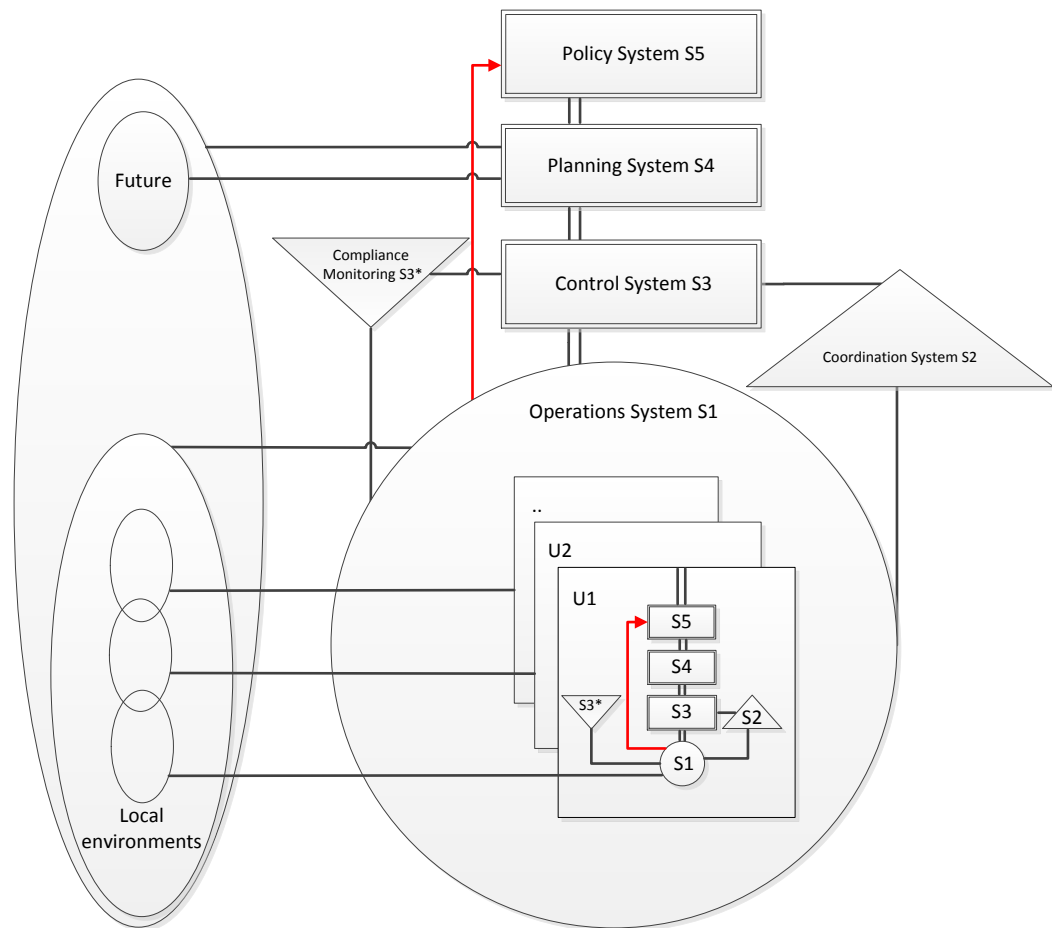 Policy System S5
Planning System S4
Future
Compliance
Monitoring S3*
Control System S3
Coordination System S2
Operations System S1
..
U2
U1
S5
S4
S3*
S3
S2
S1
Local
environments